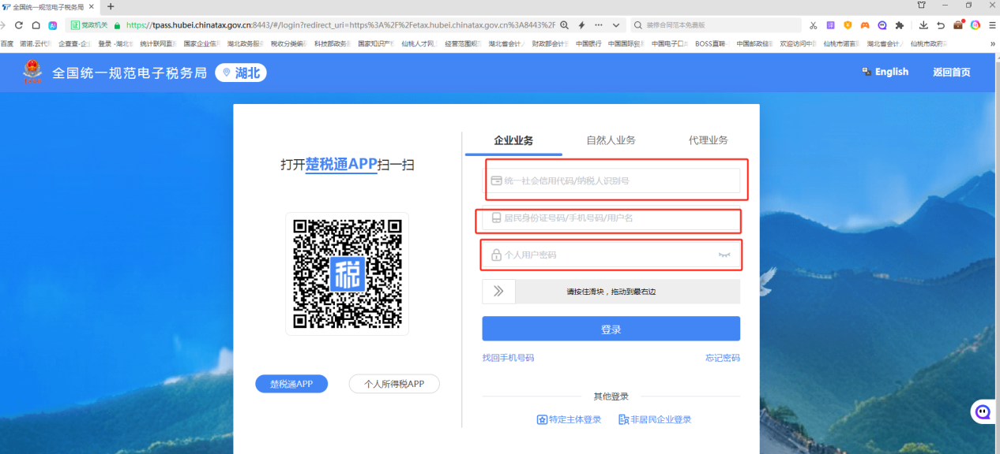 全国统一规范电子税务局
党政机关
https://tpass.hubei.chinatax.gov.cn:8443/#/login?redirect_uri=https%3A%2F%2Fetax.hubei.chinatax.gov.cn%3A8443%2F
装修合同范本免费版
百度 诺诺.云代 企查查-企业 登录 -湖北 统计联网直 国家企业信 湖北政务服 税收分类编 科技部政务 国家知识产 仙桃人才网 经营范围规 湖北省会计 财政部会计 中国银行 中国国际贸 中国电子口 BOSS直聘 中国邮政储 欢迎访问中 仙桃市诺 湖北省会计 仙桃市政府 »
全国统一规范电子税务局
湖北
English
返回首页
打开楚税通APP扫一扫
税
楚税通APP
个人所得税APP
企业业务
自然人业务
代理业务
统一社会信用代码/纳税人识别号
居民身份证号码/手机号码/用户名
个人用户密码
请按住滑块，拖动到最右边
登录
找回手机号码
忘记密码
其他登录
特定主体登录
非居民企业登录